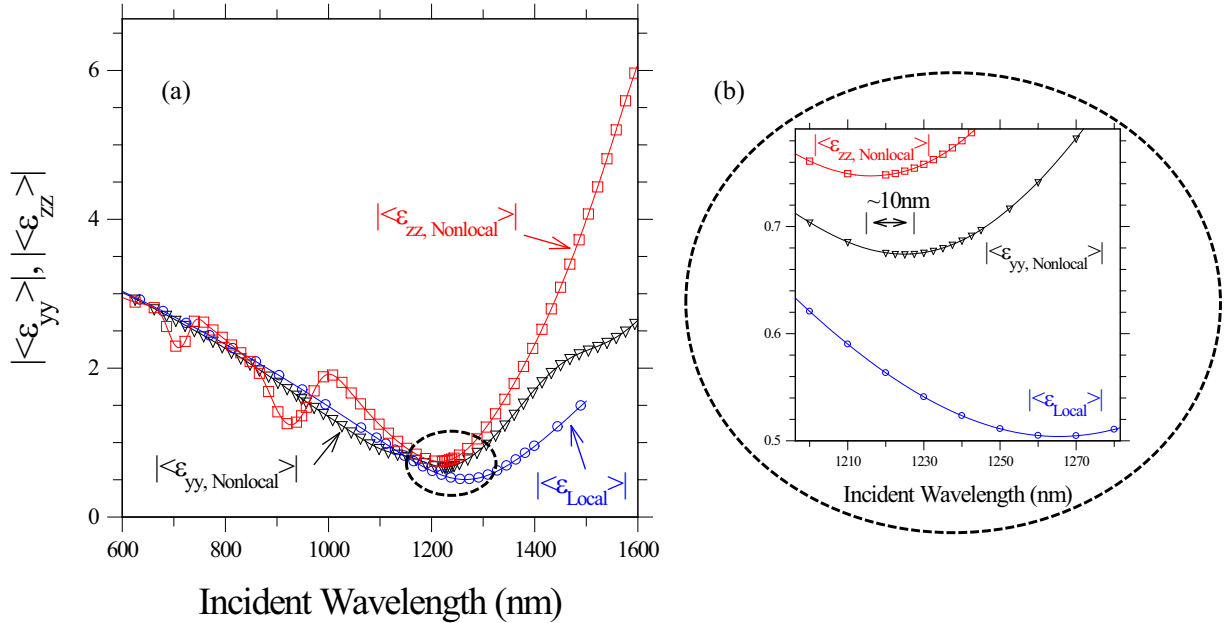 (a)
|<ε_yy>|, |<ε_zz>|
6
4
2
0
|<ε_zz, Nonlocal>|
|<ε_yy, Nonlocal>|
|<ε_Local>|
600 800 1000 1200 1400 1600
Incident Wavelength (nm)
(b)
|<ε_zz, Nonlocal>|
~10nm
|<ε_yy, Nonlocal>|
|<ε_Local>|
0.7
0.6
0.5
1210 1230 1250 1270
Incident Wavelength (nm)